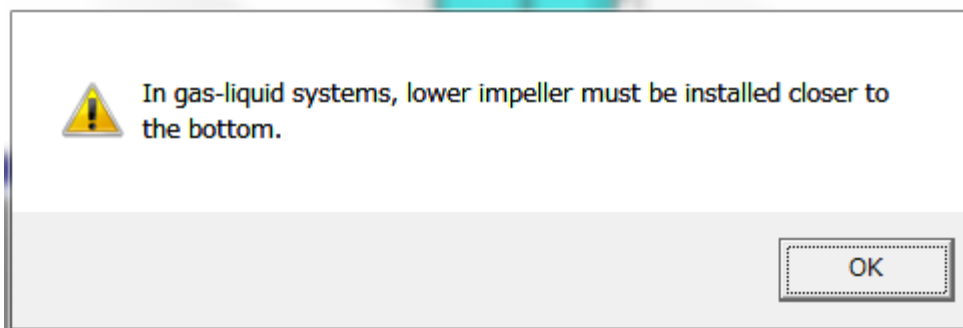 In gas-liquid systems, lower impeller must be installed closer to
the bottom.
OK